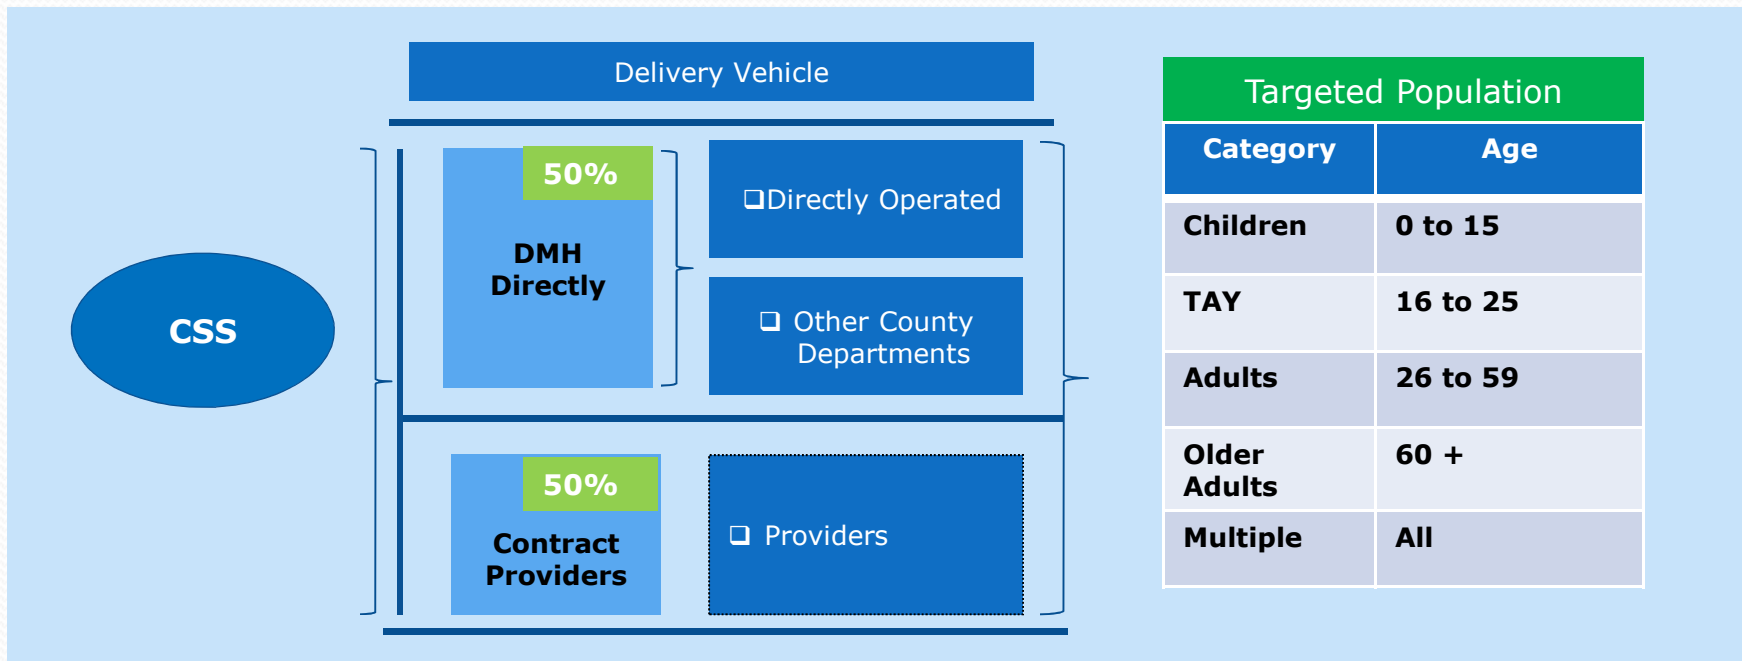 Delivery Vehicle
CSS
50%
DMH
Directly
❑Directly Operated
❑ Other County
Departments
50%
Contract
Providers
❑ Providers
Targeted Population
Category Age
Children 0 to 15
TAY 16 to 25
Adults 26 to 59
Older 60 +
Adults
Multiple All